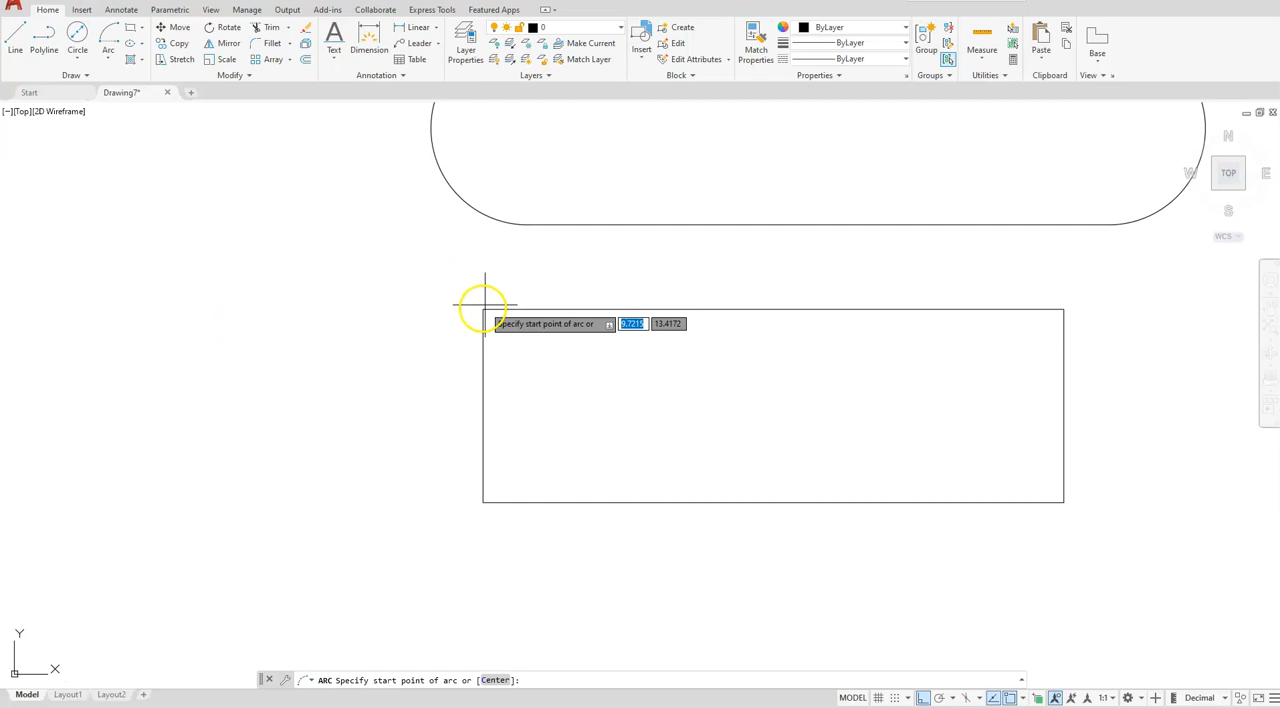 Home Insert Annotate Parametric View Manage Output Add-ins Collaborate Express Tools Featured Apps
Line Polyline Circle Arc
Move Rotate Trim
Copy Mirror Fillet
Stretch Scale Array
Text Dimension
Linear
Leader
Table
Layer Properties
0
Make Current
Match Layer
Insert
Create
Edit
Edit Attributes
Match Properties
ByLayer
ByLayer
ByLayer
Group
Measure
Paste
Base
Draw Modify Annotation Layers Block Properties Groups Utilities Clipboard View
Start Drawing7*
[−][Top][2D Wireframe]
N
W TOP E
S
WCS
Specify start point of arc or 13.4172
Y
X
ARC Specify start point of arc or [Center]:
Model Layout1 Layout2
MODEL 1:1 Decimal